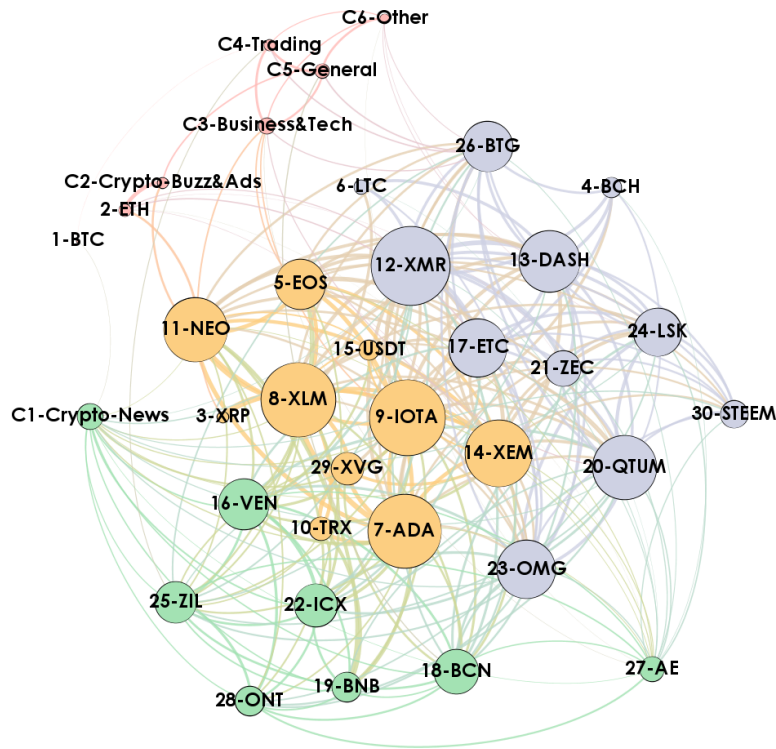 C6-Other
C4-Trading
C5-General
C3-Business&Tech
26-BTG
C2-Crypto-Buzz&Ads
6-LTC
4-BCH
2-ETH
1-BTC
12-XMR
13-DASH
5-EOS
11-NEO
24-LSK
15-USDT
17-ETC
21-ZEC
8-XLM
C1-Crypto-News
3-XRP
9-IOTA
30-STEEM
14-XEM
29-XVG
20-QTUM
16-VEN
10-TRX
7-ADA
23-OMG
25-ZIL
22-ICX
18-BCN
27-AE
19-BNB
28-ONT